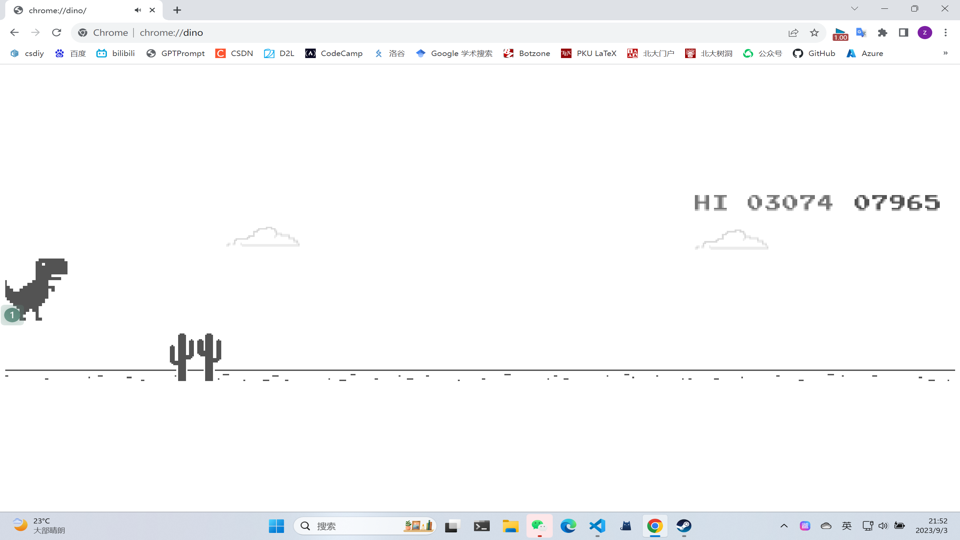 chrome://dino/
Chrome | chrome://dino
1.00
z
csdiy 百度 bilibili GPTPrompt CSDN D2L CodeCamp 洛谷 Google 学术搜索 Botzone PKU LaTeX 北大门户 北大树洞 公众号 GitHub Azure »
HI 03074 07965
1
23°C
大部晴朗
搜索
英
21:52
2023/9/3